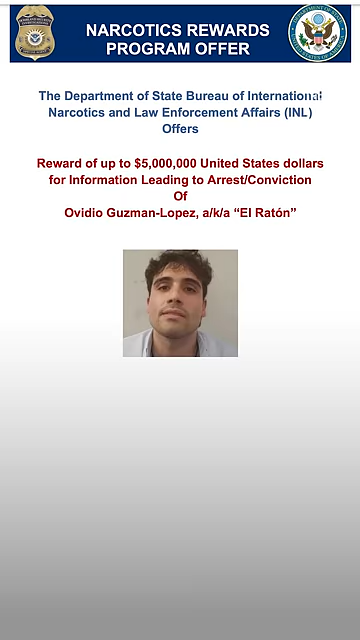 NARCOTICS REWARDS
PROGRAM OFFER
The Department of State Bureau of International
Narcotics and Law Enforcement Affairs (INL)
Offers
Reward of up to $5,000,000 United States dollars
for Information Leading to Arrest/Conviction
Of
Ovidio Guzman-Lopez, a/k/a “El Ratón”